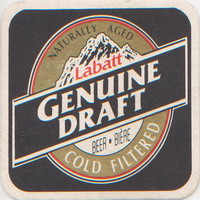 NATURALLY AGED
Labatt
GENUINE
DRAFT
BEER • BIÈRE
COLD FILTERED